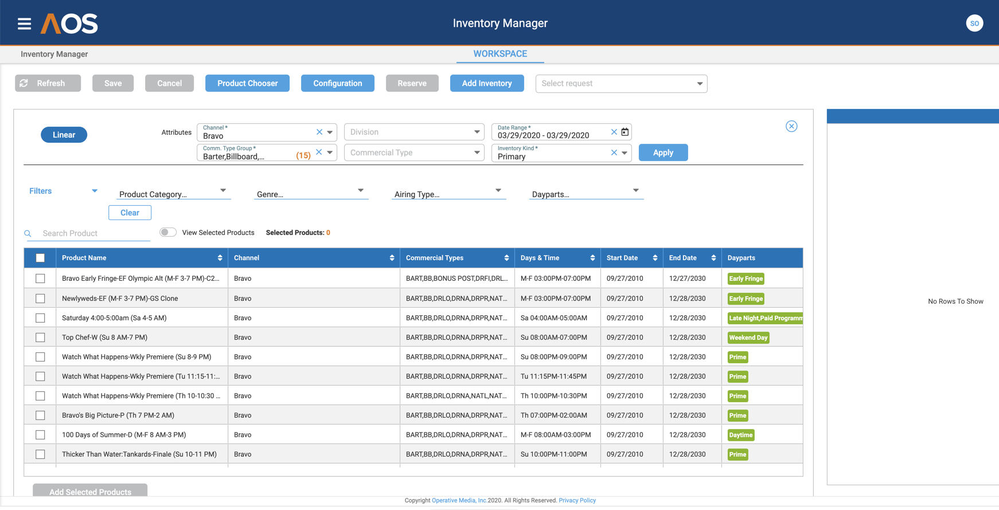 AOS
Inventory Manager
SO
Inventory Manager
WORKSPACE
Refresh
Save
Cancel
Product Chooser
Configuration
Reserve
Add Inventory
Select request
Linear
Attributes
Channel *
Bravo
Division
Date Range *
03/29/2020 - 03/29/2020
Comm. Type Group *
Barter,Billboard,... (15)
Commercial Type
Inventory Kind *
Primary
Apply
Filters
Product Category...
Genre...
Airing Type...
Dayparts...
Clear
Search Product
View Selected Products
Selected Products: 0
Product Name Channel Commercial Types Days & Time Start Date End Date Dayparts
Bravo Early Fringe-EF Olympic Alt (M-F 3-7 PM)-C2... Bravo BART,BB,BONUS POST,DRFI,DRL... M-F 03:00PM-07:00PM 09/27/2010 12/27/2030 Early Fringe
Newlyweds-EF (M-F 3-7 PM)-GS Clone Bravo BART,BB,DRLO,DRNA,DRPR,NAT... M-F 03:00PM-07:00PM 09/27/2010 12/28/2030 Early Fringe
Saturday 4:00-5:00am (Sa 4-5 AM) Bravo BART,BB,DRLO,DRNA,DRPR,NAT... Sa 04:00AM-05:00AM 09/27/2010 12/28/2030 Late Night,Paid Programm
Top Chef-W (Su 8 AM-7 PM) Bravo BART,BB,DRLO,DRNA,DRPR,NAT... Su 08:00AM-07:00PM 09/27/2010 12/28/2030 Weekend Day
Watch What Happens-Wkly Premiere (Su 8-9 PM) Bravo BART,BB,DRLO,DRNA,DRPR,NAT... Su 08:00PM-09:00PM 09/27/2010 12/28/2030 Prime
Watch What Happens-Wkly Premiere (Tu 11:15-11:... Bravo BART,BB,DRLO,DRNA,DRPR,NAT... Tu 11:15PM-11:45PM 09/27/2010 12/28/2030 Prime
Watch What Happens-Wkly Premiere (Th 10-10:30 ... Bravo BART,BB,DRLO,DRNA,NATL,NAT... Th 10:00PM-10:30PM 09/27/2010 12/28/2030 Prime
Bravo's Big Picture-P (Th 7 PM-2 AM) Bravo BART,BB,DRLO,DRNA,DRPR,NAT... Th 07:00PM-02:00AM 09/27/2010 12/28/2030 Prime
100 Days of Summer-D (M-F 8 AM-3 PM) Bravo BART,BB,DRLO,DRNA,DRPR,NAT... M-F 08:00AM-03:00PM 09/27/2010 12/28/2030 Daytime
Thicker Than Water:Tankards-Finale (Su 10-11 PM) Bravo BART,BB,DRLO,DRNA,DRPR,NAT... Su 10:00PM-11:00PM 09/27/2010 12/28/2030 Prime
No Rows To Show
Add Selected Products
Copyright Operative Media, Inc.2020. All Rights Reserved. Privacy Policy